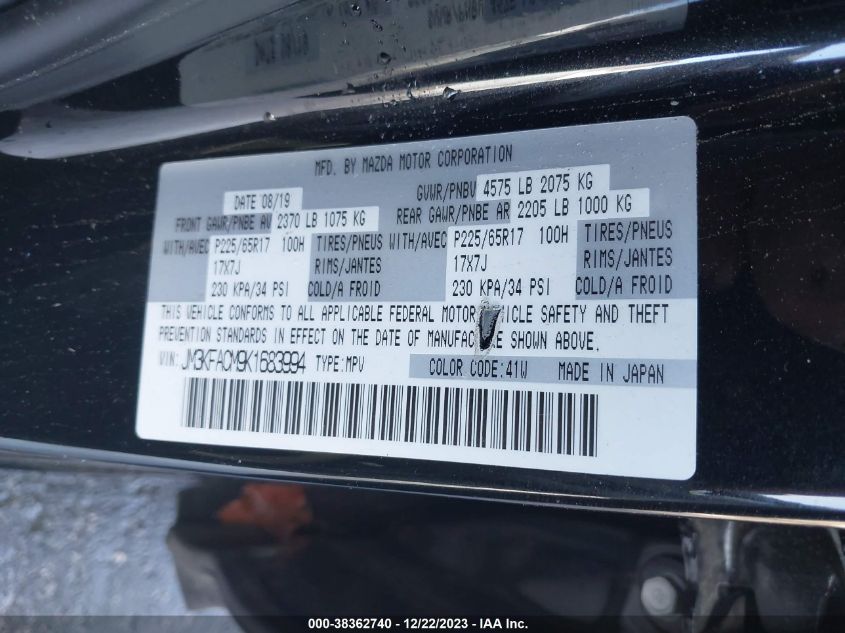 MFD. BY MAZDA MOTOR CORPORATION
DATE 08/19 GVWR/PNBV 4575 LB 2075 KG
FRONT GAWR/PNBE AV 2370 LB 1075 KG REAR GAWR/PNBE AR 2205 LB 1000 KG
WITH/AVEC P225/65R17 100H TIRES/PNEUS WITH/AVEC P225/65R17 100H TIRES/PNEUS
17X7J RIMS/JANTES 17X7J RIMS/JANTES
230 KPA/34 PSI COLD/A FROID 230 KPA/34 PSI COLD/A FROID
THIS VEHICLE CONFORMS TO ALL APPLICABLE FEDERAL MOTOR SAFETY AND THEFT
PREVENTION STANDARDS IN EFFECT ON THE DATE OF SHOWN ABOVE.
VIN: JM3KFACM9K1683994 TYPE:MPV COLOR CODE:41W MADE IN JAPAN
000-38362740 - 12/22/2023 - IAA Inc.